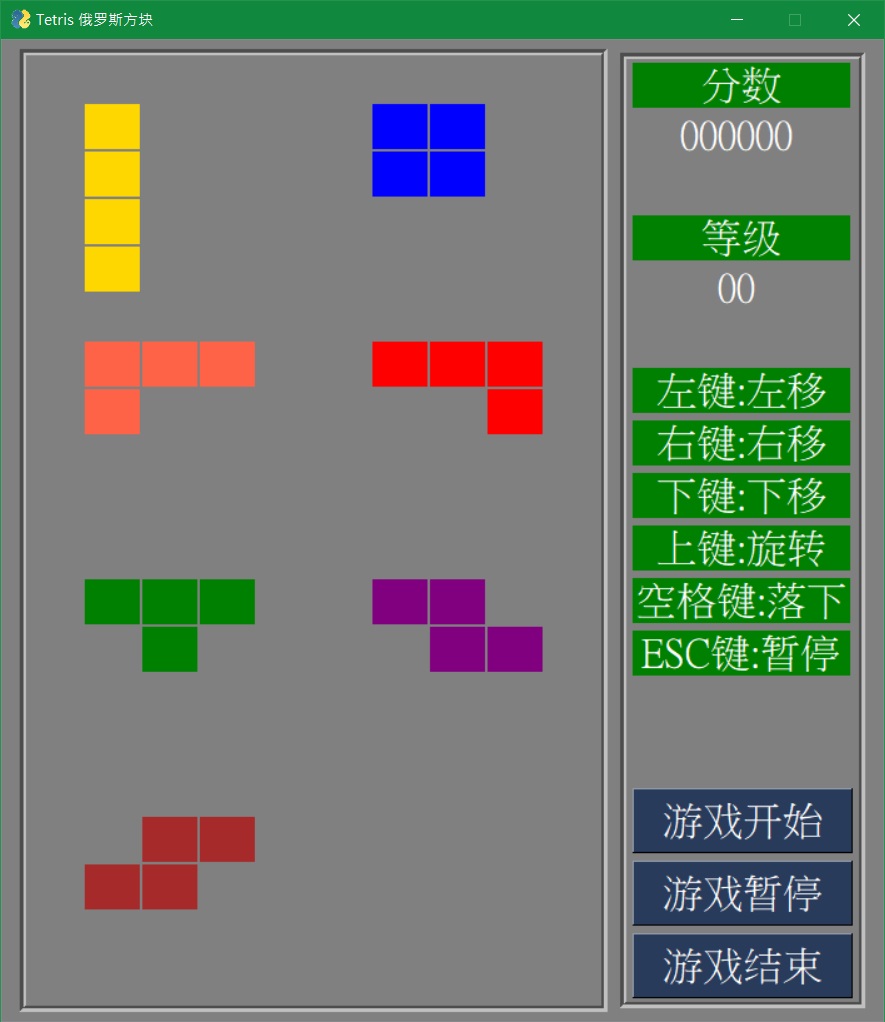 Tetris 俄罗斯方块
分数
000000
等级
00
左键:左移
右键:右移
下键:下移
上键:旋转
空格键:落下
ESC键:暂停
游戏开始
游戏暂停
游戏结束